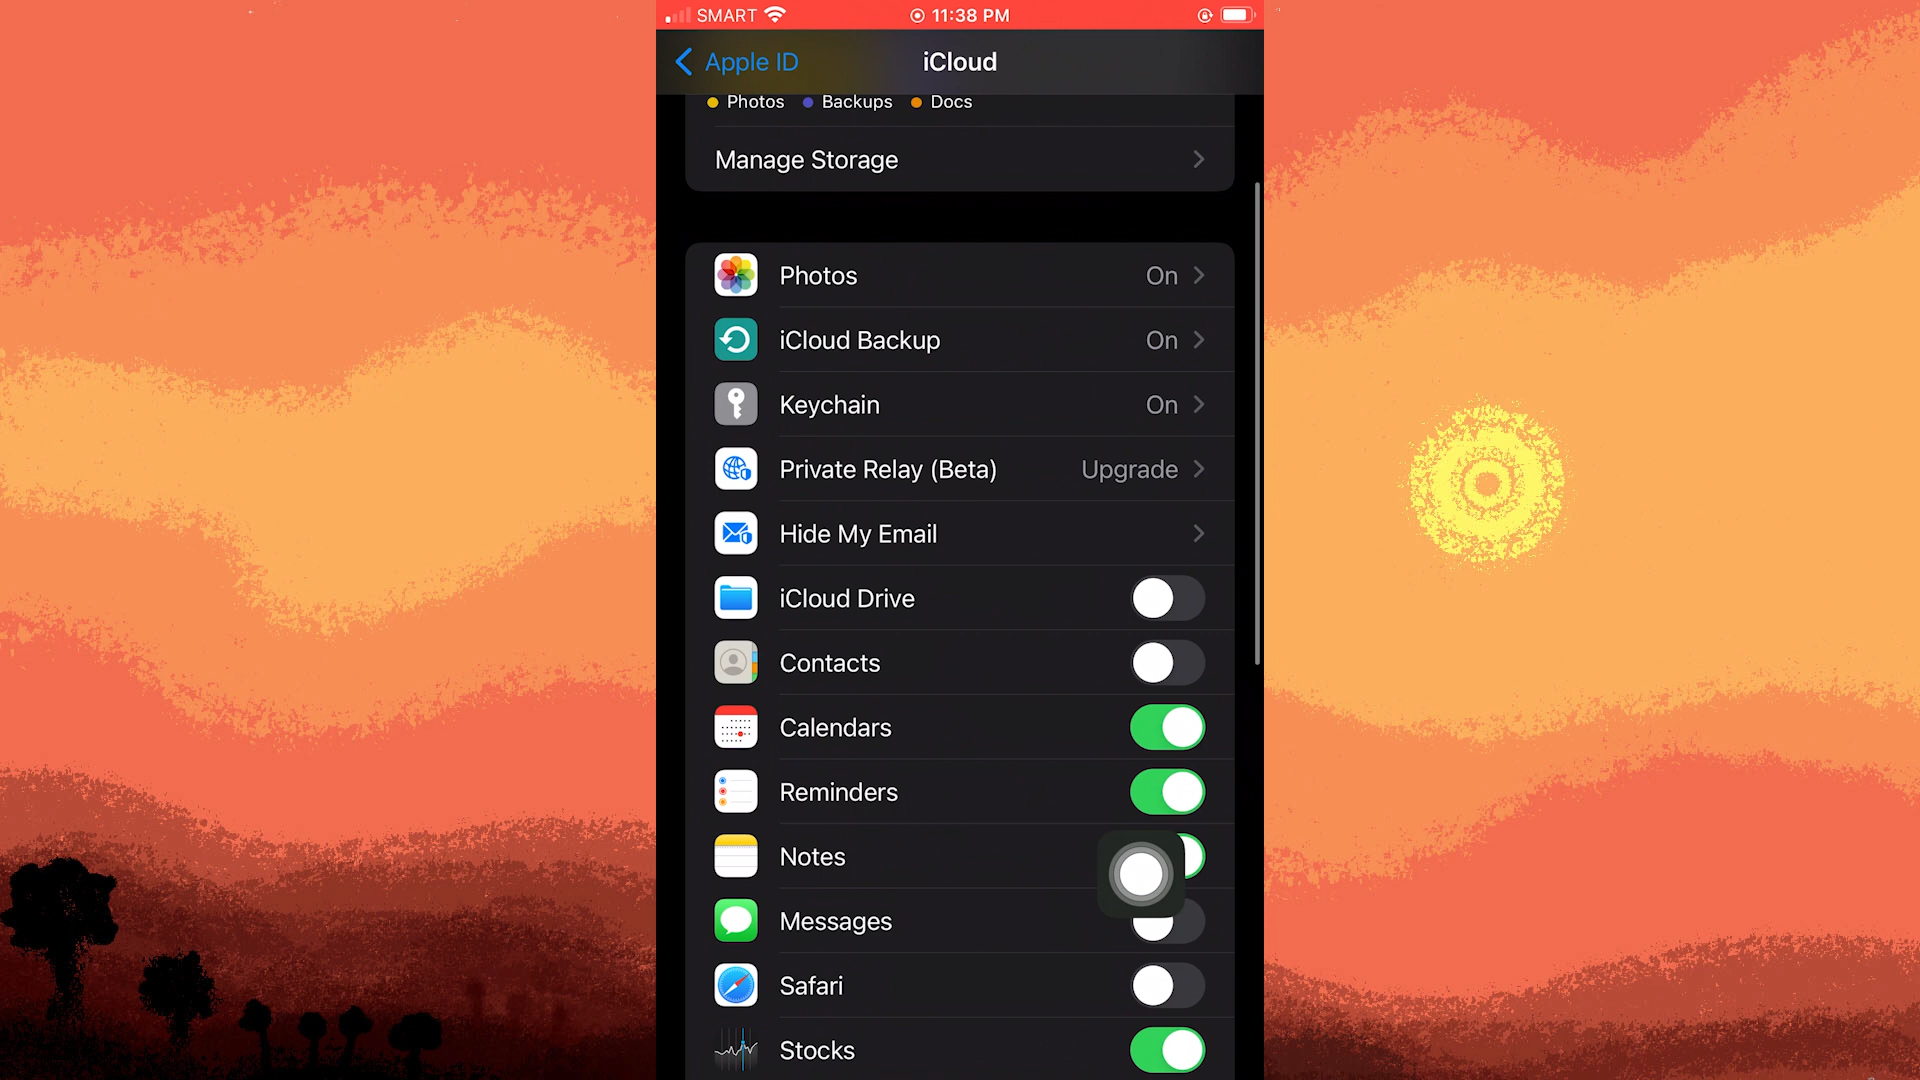 SMART 11:38 PM
Apple ID iCloud
Photos Backups Docs
Manage Storage
Photos On
iCloud Backup On
Keychain On
Private Relay (Beta) Upgrade
Hide My Email
iCloud Drive
Contacts
Calendars
Reminders
Notes
Messages
Safari
Stocks